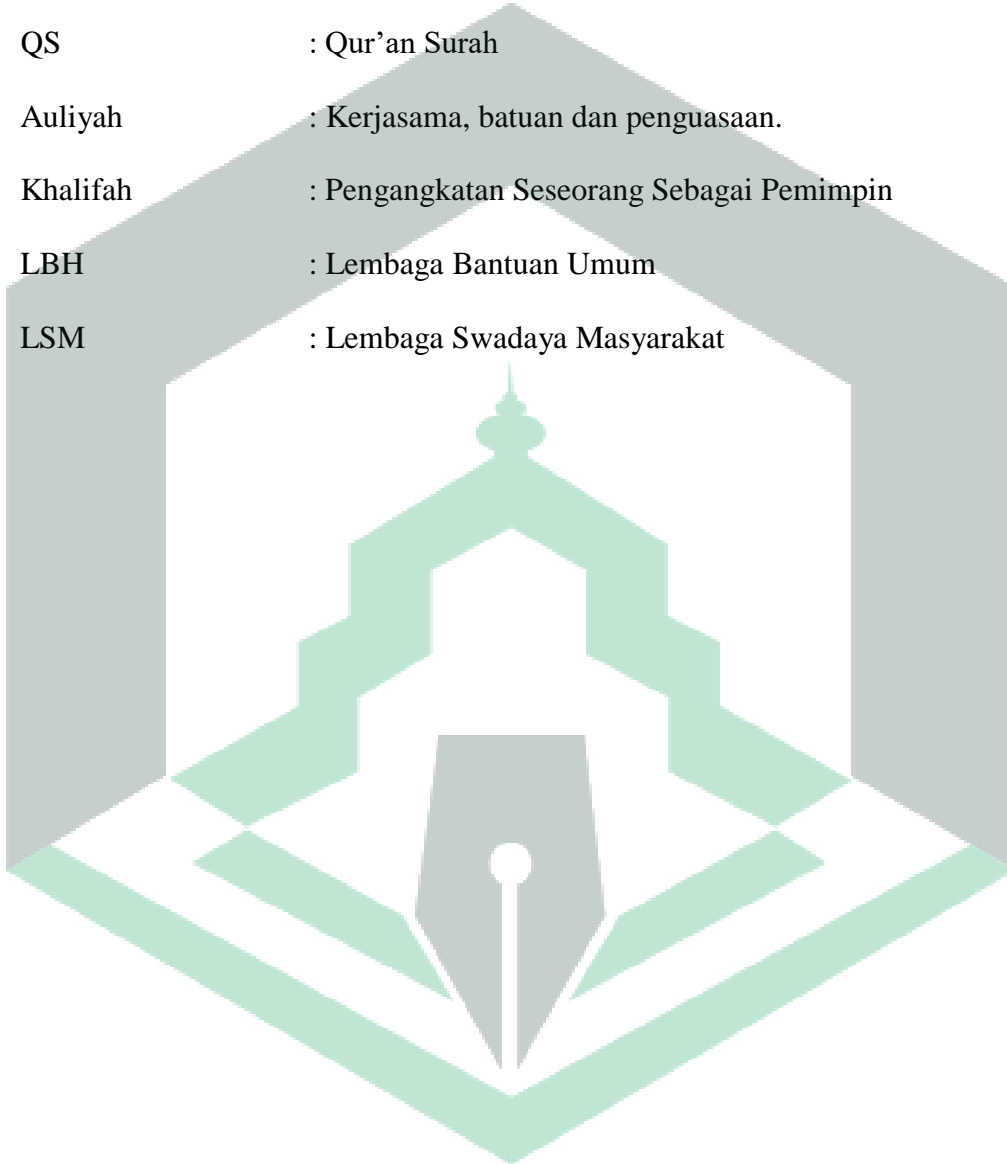 QS : Qur’an Surah
Auliyah : Kerjasama, batuan dan penguasaan.
Khalifah : Pengangkatan Seseorang Sebagai Pemimpin
LBH : Lembaga Bantuan Umum
LSM : Lembaga Swadaya Masyarakat